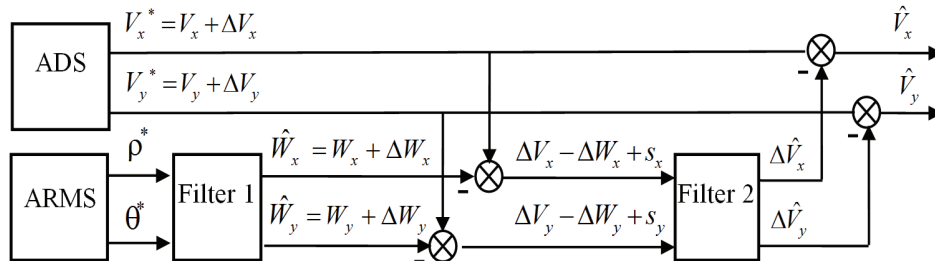 V_x^* = V_x + ΔV_x
V̂_x
ADS
V_y^* = V_y + ΔV_y
V̂_y
ρ*
Ŵ_x = W_x + ΔW_x
ΔV_x − ΔW_x + s_x
ΔV̂_x
ARMS
Filter 1
Filter 2
θ*
Ŵ_y = W_y + ΔW_y
ΔV_y − ΔW_y + s_y
ΔV̂_y